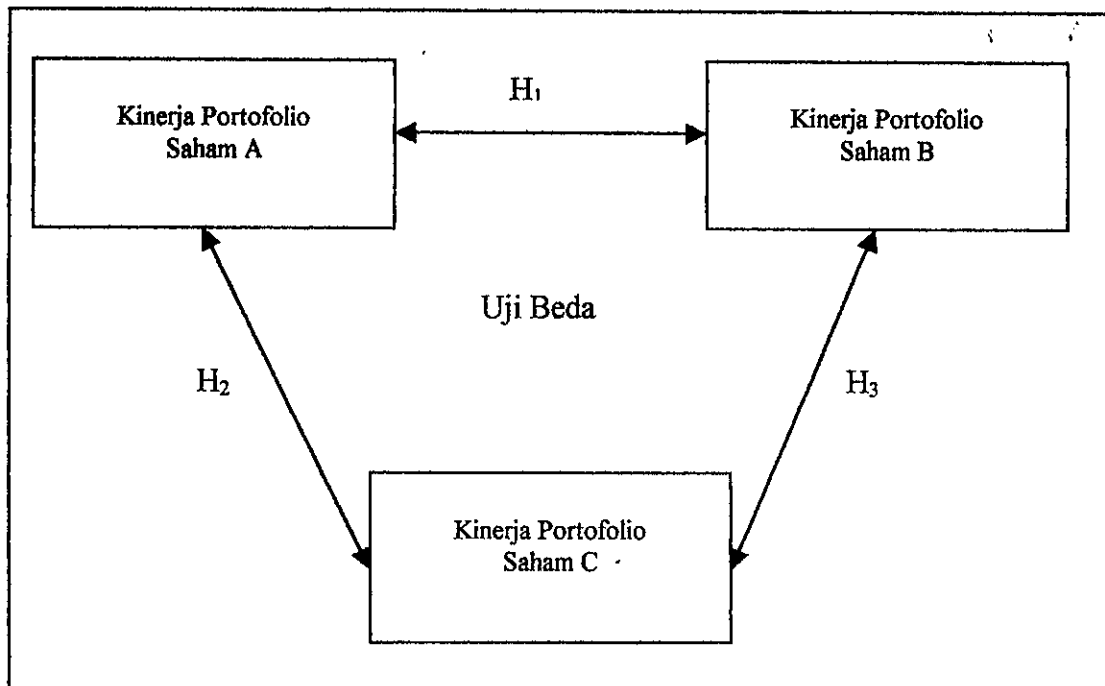 H₁
Kinerja Portofolio
Saham A
Kinerja Portofolio
Saham B
Uji Beda
H₂
H₃
Kinerja Portofolio
Saham C